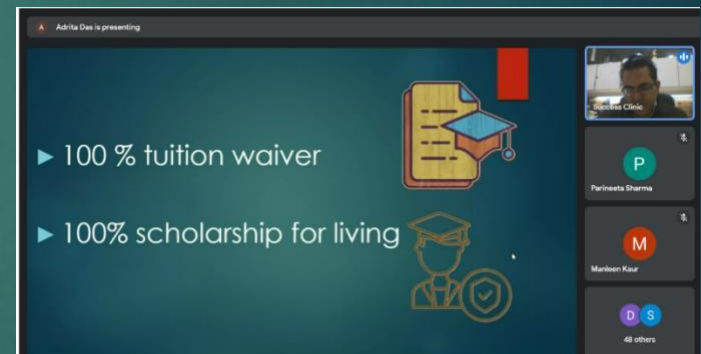 A Adrita Das is presenting
▶ 100 % tuition waiver
▶ 100% scholarship for living
Success Clinic
P
Parineeta Sharma
M
Manleen Kaur
D S
48 others